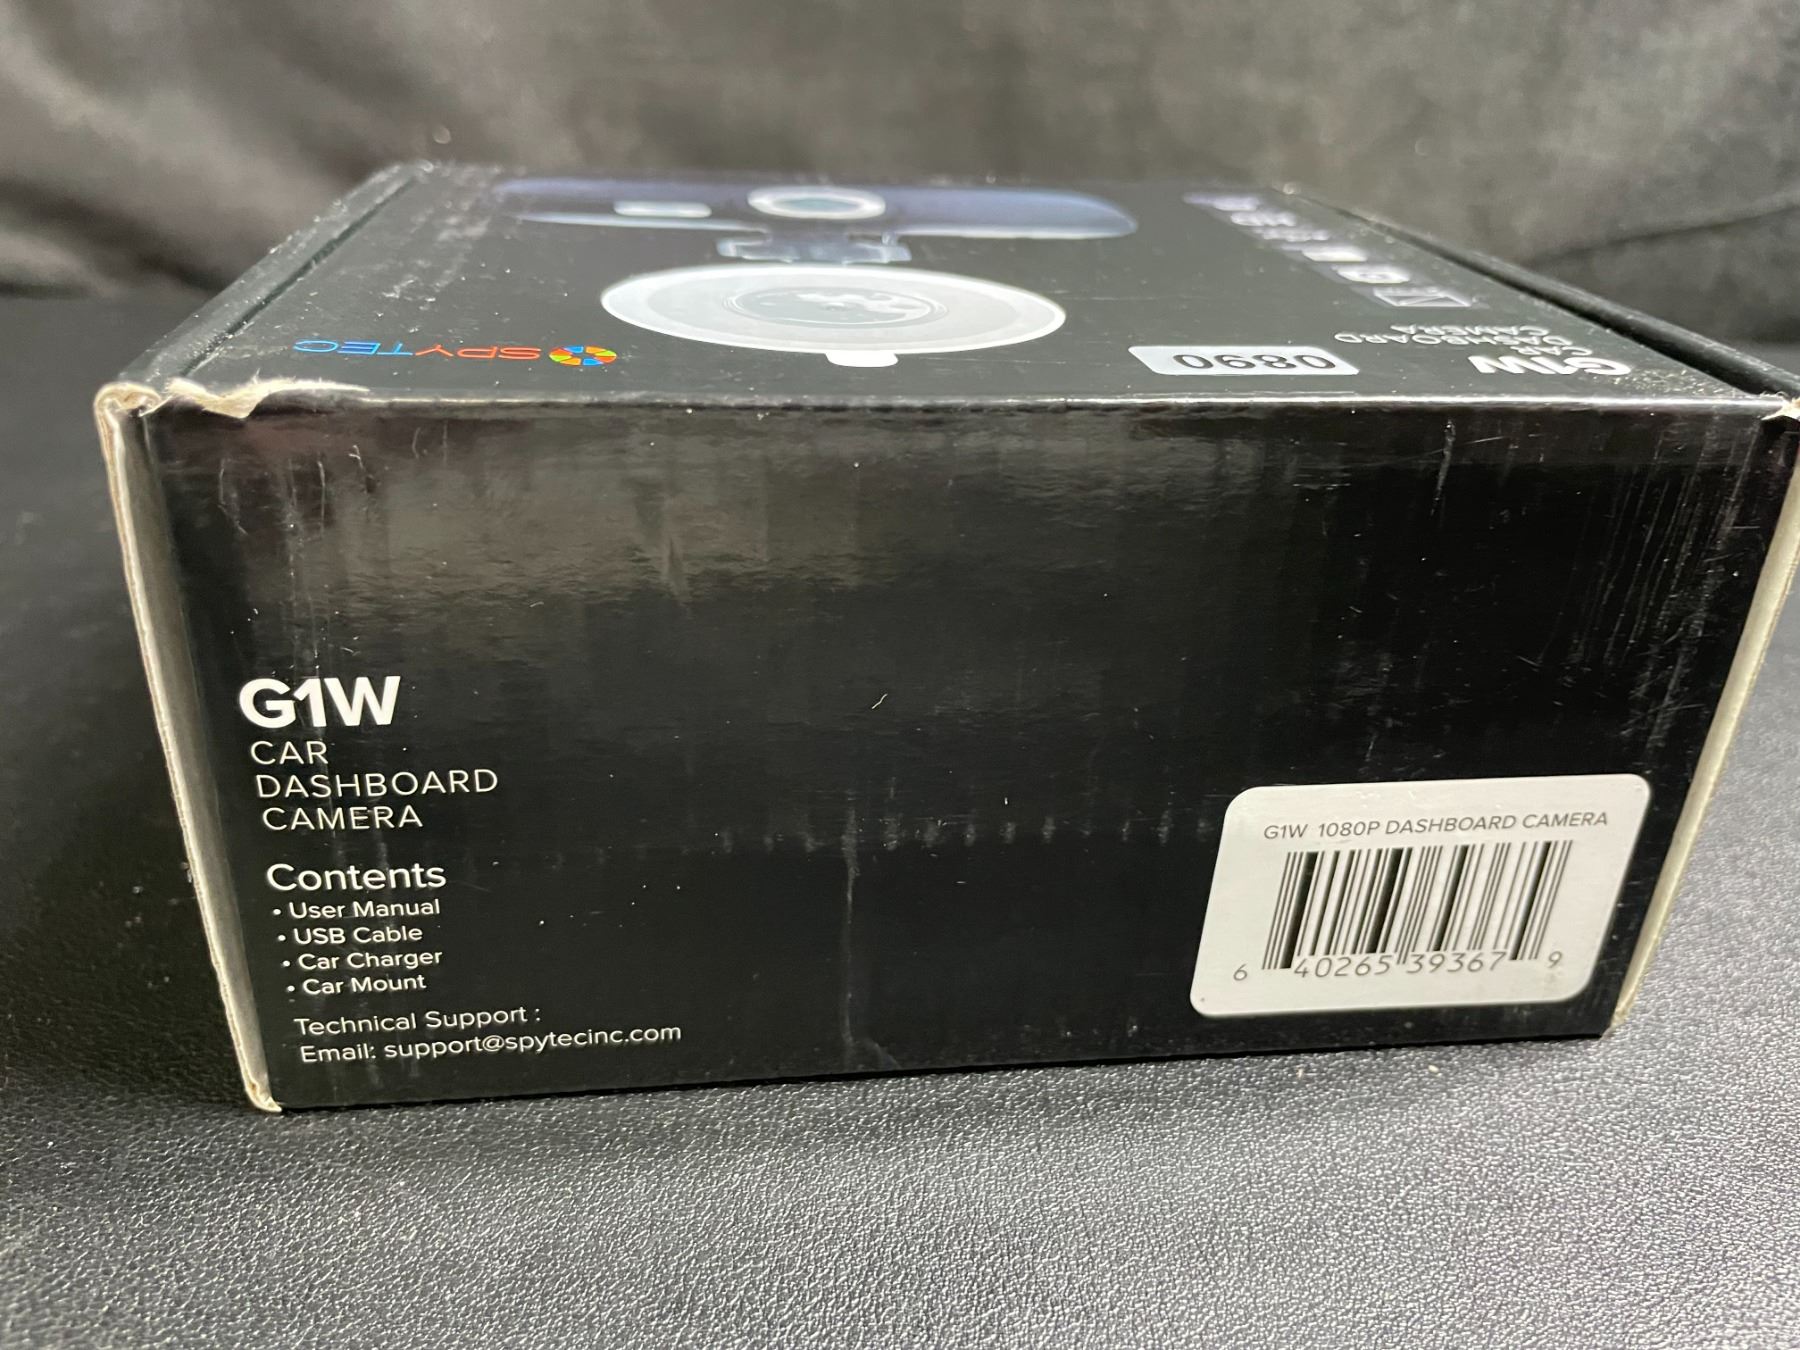 SPYTEC
0890
G1W
CAR
DASHBOARD
CAMERA
G1W
CAR
DASHBOARD
CAMERA
Contents
• User Manual
• USB Cable
• Car Charger
• Car Mount
Technical Support :
Email: support@spytecinc.com
G1W 1080P DASHBOARD CAMERA
6 40265 39367 9